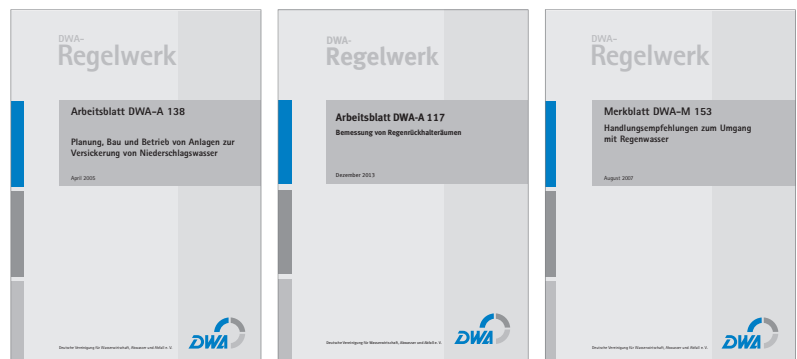 DWA-
Regelwerk
Arbeitsblatt DWA-A 138
Planung, Bau und Betrieb von Anlagen zur
Versickerung von Niederschlagswasser
April 2005
Deutsche Vereinigung für Wasserwirtschaft, Abwasser und Abfall e. V.
DWA
DWA-
Regelwerk
Arbeitsblatt DWA-A 117
Bemessung von Regenrückhalteräumen
Dezember 2013
Deutsche Vereinigung für Wasserwirtschaft, Abwasser und Abfall e. V.
DWA
DWA-
Regelwerk
Merkblatt DWA-M 153
Handlungsempfehlungen zum Umgang
mit Regenwasser
August 2007
Deutsche Vereinigung für Wasserwirtschaft, Abwasser und Abfall e. V.
DWA